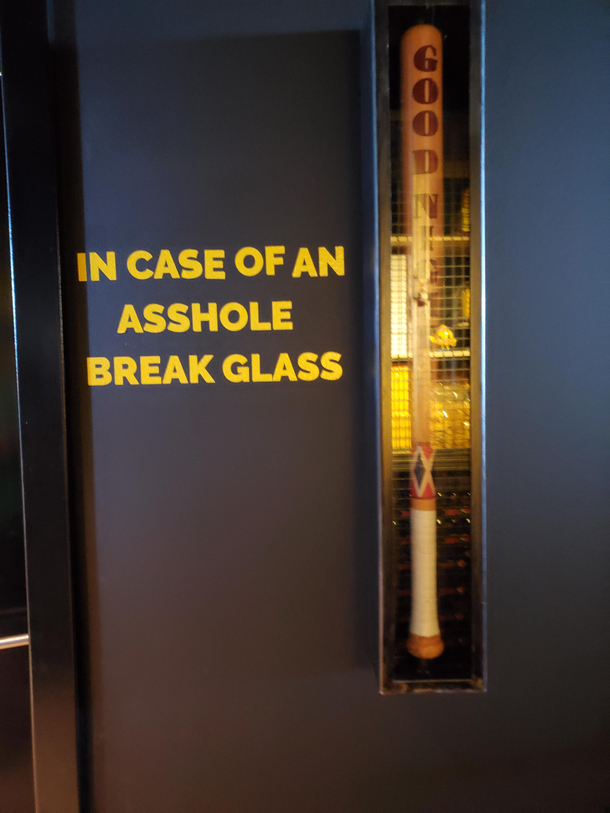 IN CASE OF AN
ASSHOLE
BREAK GLASS
GOOD